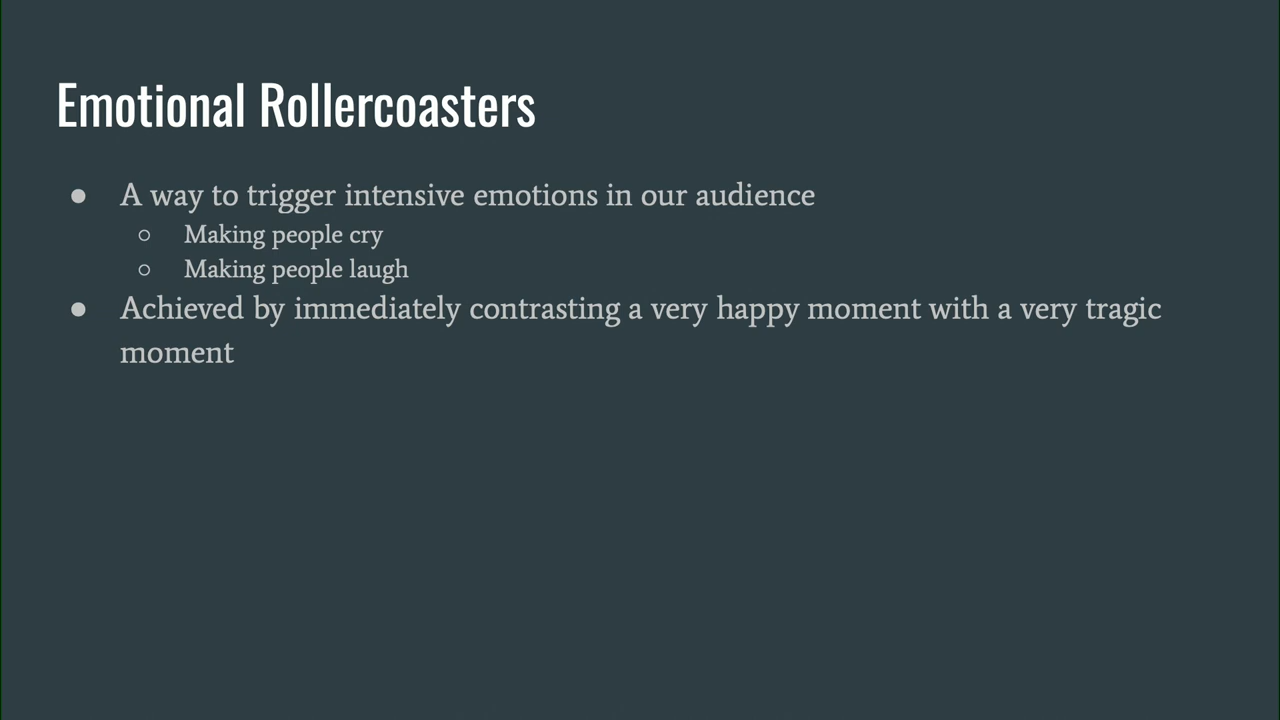 Emotional Rollercoasters
● A way to trigger intensive emotions in our audience
○ Making people cry
○ Making people laugh
● Achieved by immediately contrasting a very happy moment with a very tragic
moment